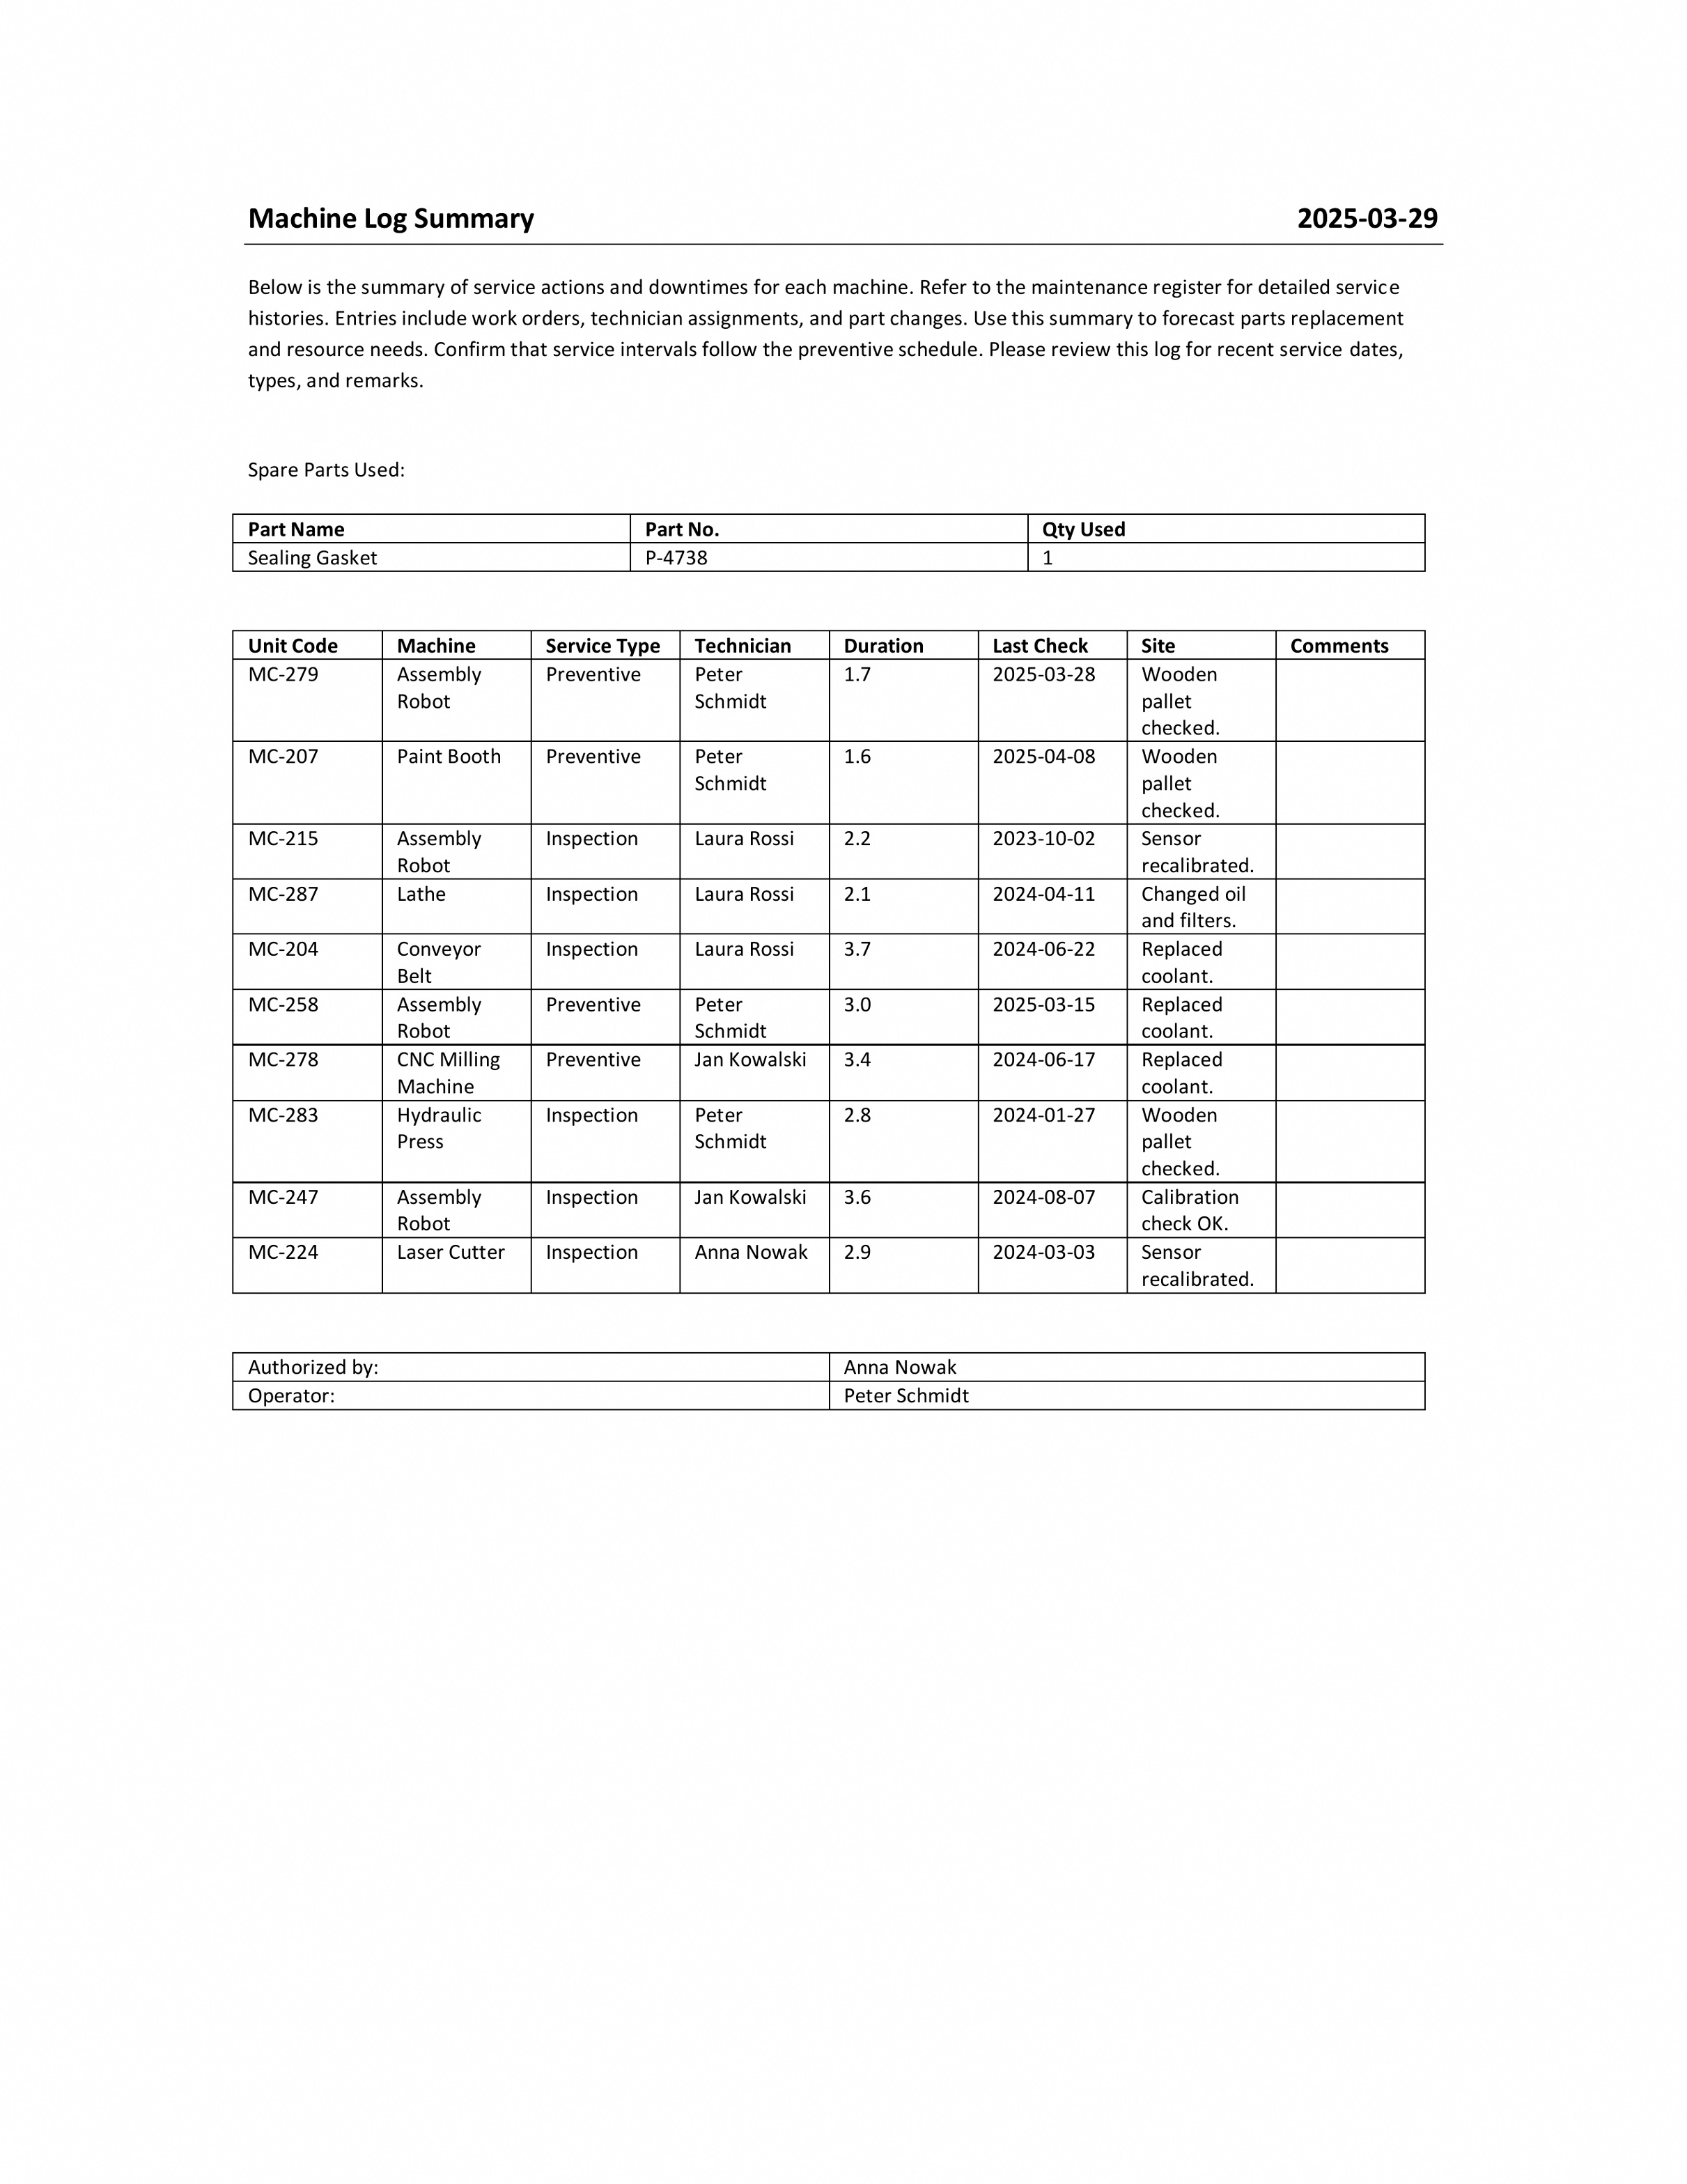 Machine Log Summary 2025-03-29
Below is the summary of service actions and downtimes for each machine. Refer to the maintenance register for detailed service
histories. Entries include work orders, technician assignments, and part changes. Use this summary to forecast parts replacement
and resource needs. Confirm that service intervals follow the preventive schedule. Please review this log for recent service dates,
types, and remarks.
Spare Parts Used:
Part Name Part No. Qty Used
Sealing Gasket P-4738 1
Unit Code Machine Service Type Technician Duration Last Check Site Comments
MC-279 Assembly Preventive Peter 1.7 2025-03-28 Wooden
Robot Schmidt pallet
checked.
MC-207 Paint Booth Preventive Peter 1.6 2025-04-08 Wooden
Schmidt pallet
checked.
MC-215 Assembly Inspection Laura Rossi 2.2 2023-10-02 Sensor
Robot recalibrated.
MC-287 Lathe Inspection Laura Rossi 2.1 2024-04-11 Changed oil
and filters.
MC-204 Conveyor Inspection Laura Rossi 3.7 2024-06-22 Replaced
Belt coolant.
MC-258 Assembly Preventive Peter 3.0 2025-03-15 Replaced
Robot Schmidt coolant.
MC-278 CNC Milling Preventive Jan Kowalski 3.4 2024-06-17 Replaced
Machine coolant.
MC-283 Hydraulic Inspection Peter 2.8 2024-01-27 Wooden
Press Schmidt pallet
checked.
MC-247 Assembly Inspection Jan Kowalski 3.6 2024-08-07 Calibration
Robot check OK.
MC-224 Laser Cutter Inspection Anna Nowak 2.9 2024-03-03 Sensor
recalibrated.
Authorized by: Anna Nowak
Operator: Peter Schmidt